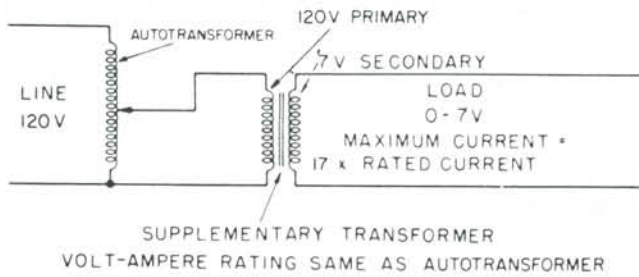 120V PRIMARY
AUTOTRANSFORMER
7 V SECONDARY
LINE
120V
LOAD
0-7V
MAXIMUM CURRENT =
17 x RATED CURRENT
SUPPLEMENTARY TRANSFORMER
VOLT-AMPERE RATING SAME AS AUTOTRANSFORMER